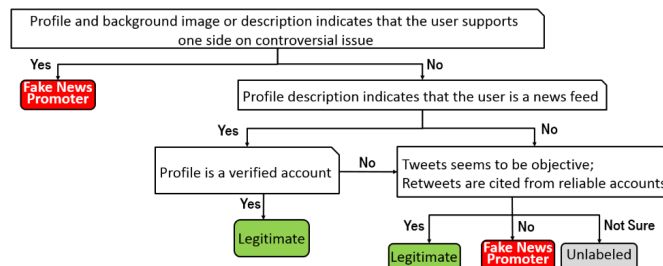 Profile and background image or description indicates that the user supports
one side on controversial issue
Yes
No
Fake News
Promoter
Profile description indicates that the user is a news feed
Yes
No
Profile is a verified account
No
Tweets seems to be objective;
Retweets are cited from reliable accounts
Yes
Yes
No
Not Sure
Legitimate
Legitimate
Fake News
Promoter
Unlabeled